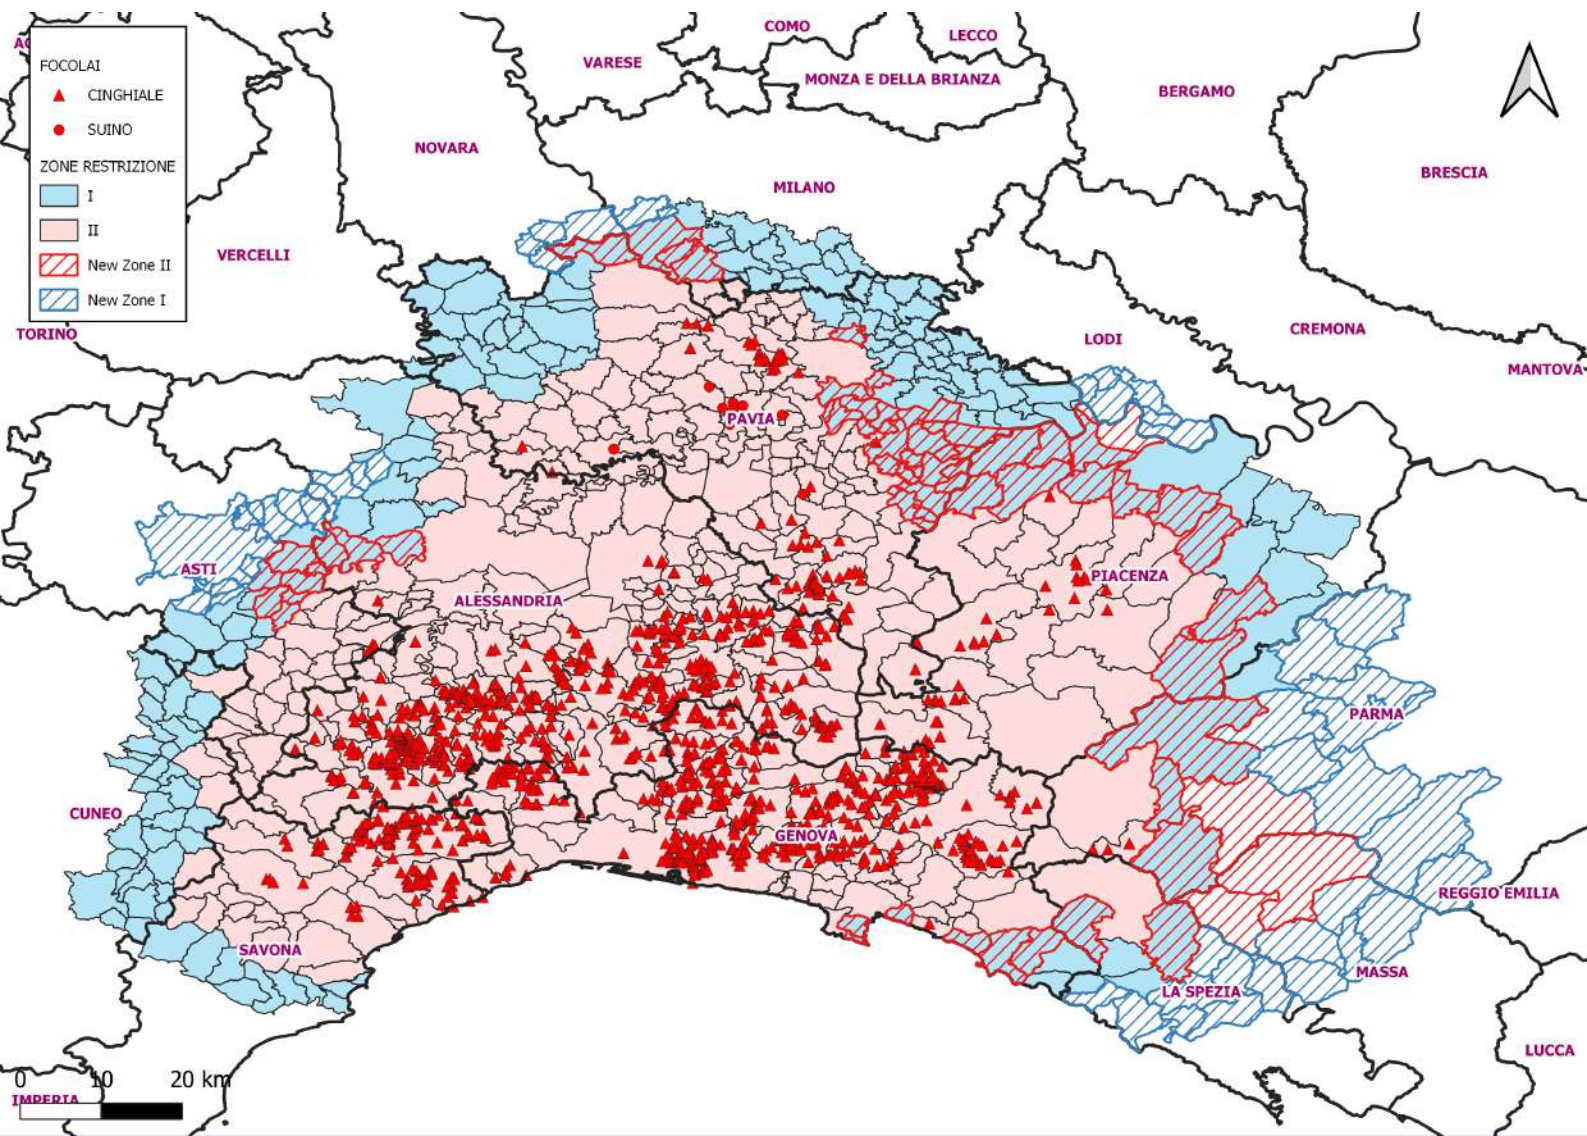 COMO
LECCO
VARESE
MONZA E DELLA BRIANZA
BERGAMO
NOVARA
BRESCIA
MILANO
FOCOLAI
CINGHIALE
SUINO
ZONE RESTRIZIONE
I
II
New Zone II
New Zone I
VERCELLI
TORINO
CREMONA
LODI
MANTOVA
PAVIA
ASTI
PIACENZA
ALESSANDRIA
PARMA
CUNEO
GENOVA
REGGIO EMILIA
SAVONA
MASSA
LA SPEZIA
LUCCA
0 10 20 km
IMPERIA